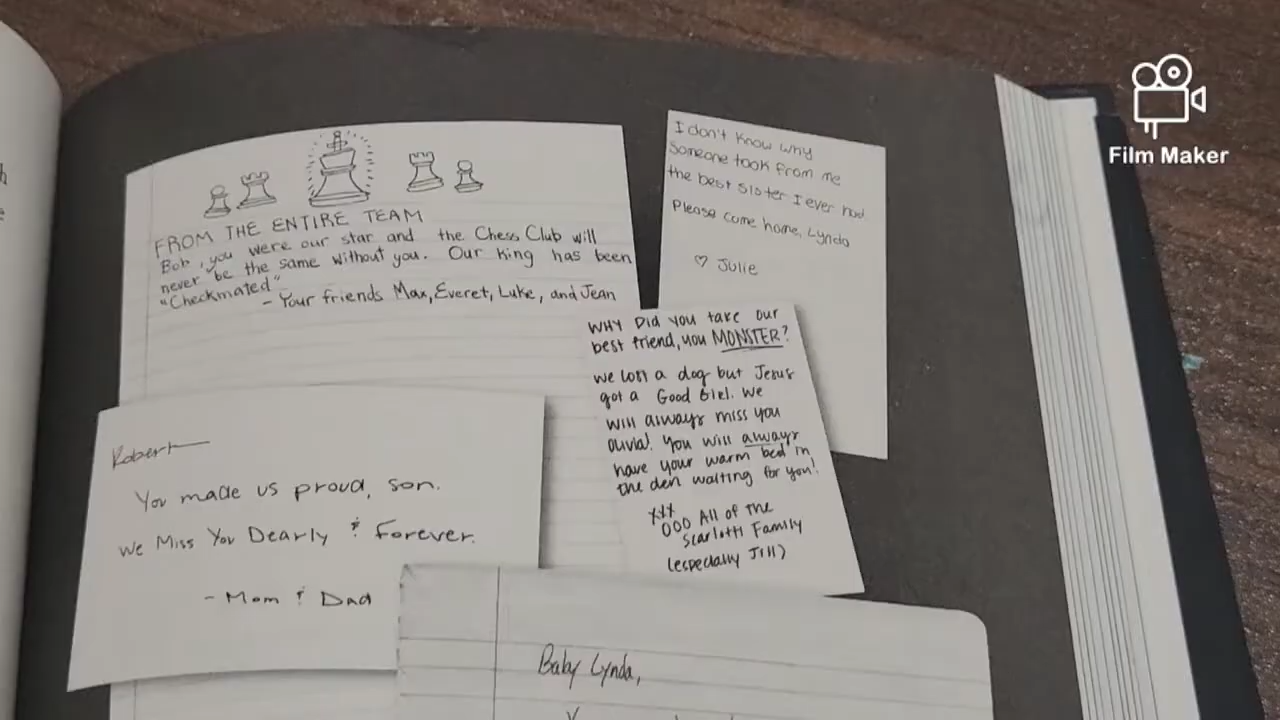 FROM THE ENTIRE TEAM
Bob, you were our star and the Chess Club will
never be the same without you. Our king has been
"Checkmated"
- Your friends Max, Everet, Luke, and Jean
I don't know why
Someone took from me
the best sister I ever had
Please come home, Lynda
♡ Julie
WHY Did you take our
best friend, you MONSTER?
We lost a dog but Jesus
got a Good Girl. We
will always miss you
Olivia! You will always
have your warm bed in
the den waiting for you!
XXX
OOO All of the
Scarlotti Family
(especially Jill)
Robert
You made us proud, son.
We Miss You Dearly & Forever.
- Mom & Dad
Baby Lynda,
Film Maker